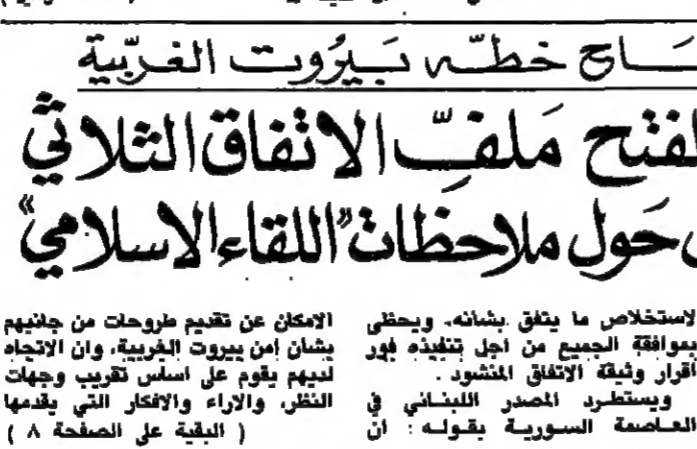 خطة بيروت الغربية
ملف الاتفاق الثلاثي
حول ملاحظات "اللقاء الاسلامي"
لاستخلاص ما يتفق بشأنه، ويحظى
بموافقة الجميع من اجل تنفيذه فور
اقرار وثيقة الاتفاق المنشود .
ويستطرد المصدر اللبناني في
العاصمة السورية بقوله : ان
الامكان عن تقديم طروحات من جانبهم
بشان امن بيروت الغربية، وان الاتجاه
لديهم يقوم على اساس تقريب وجهات
النظر، والاراء والافكار التي يقدمها
( البقية على الصفحة ٨ )